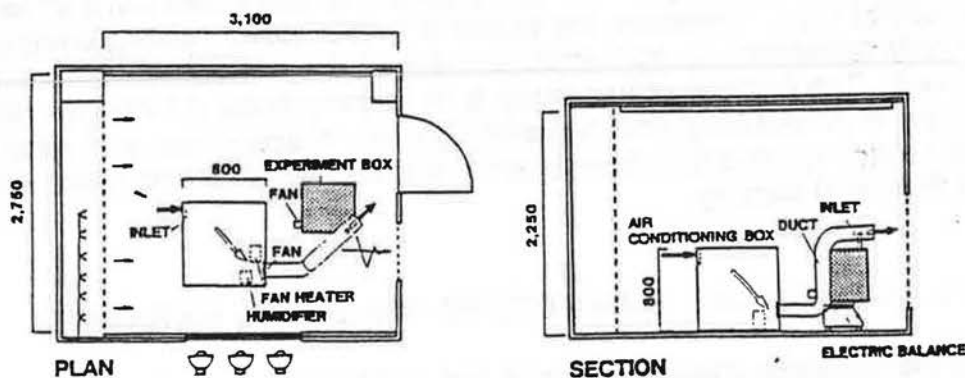 3,100
2,750
800
EXPERIMENT BOX
FAN
INLET
FAN
FAN HEATER
HUMIDIFIER
PLAN
2,250
AIR
CONDITIONING BOX
DUCT
INLET
800
SECTION
ELECTRIC BALANCE